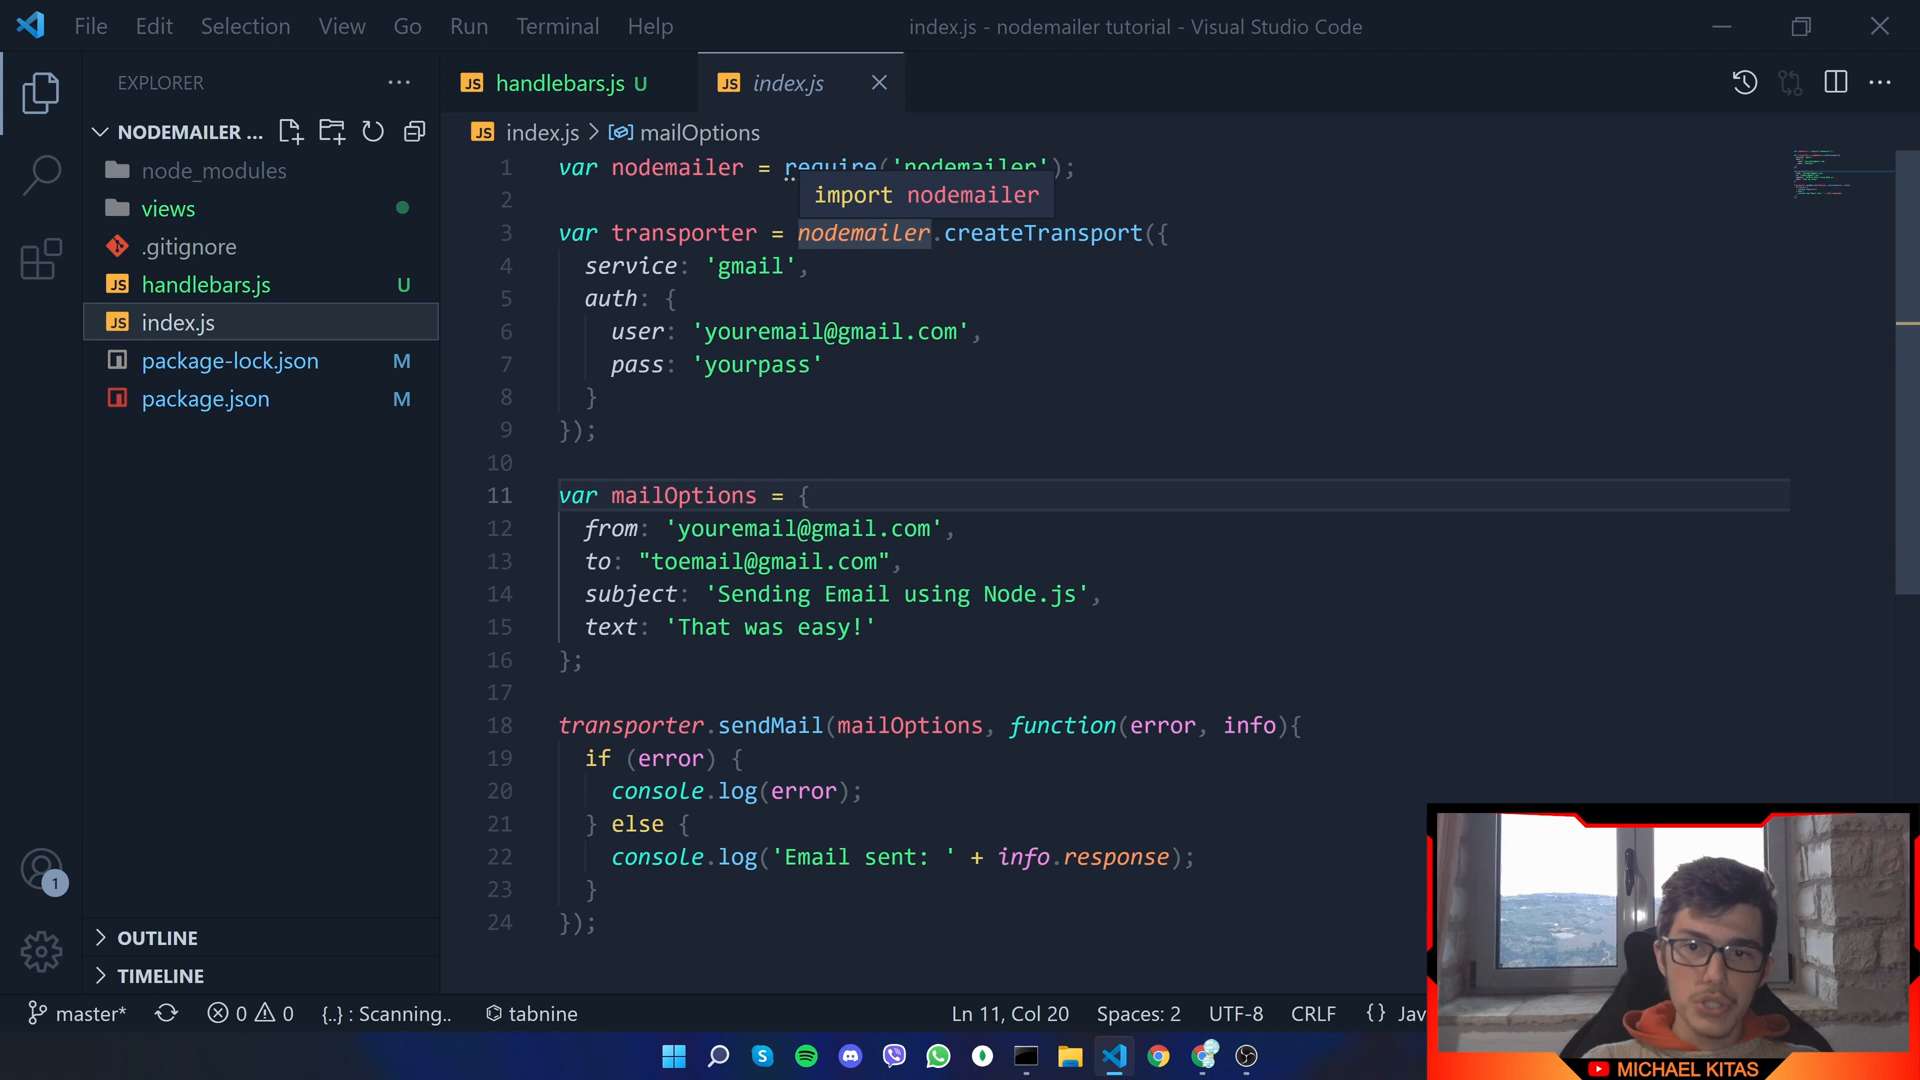 File Edit Selection View Go Run Terminal Help
index.js - nodemailer tutorial - Visual Studio Code
EXPLORER
NODEMAILER ...
node_modules
views
.gitignore
handlebars.js U
index.js
package-lock.json M
package.json M
OUTLINE
TIMELINE
1
JS handlebars.js U
JS index.js
JS index.js > mailOptions
1 var nodemailer = require('nodemailer');
import nodemailer
2
3 var transporter = nodemailer.createTransport({
4 service: 'gmail',
5 auth: {
6 user: 'youremail@gmail.com',
7 pass: 'yourpass'
8 }
9 });
10
11 var mailOptions = {
12 from: 'youremail@gmail.com',
13 to: "toemail@gmail.com",
14 subject: 'Sending Email using Node.js',
15 text: 'That was easy!'
16 };
17
18 transporter.sendMail(mailOptions, function(error, info){
19 if (error) {
20 console.log(error);
21 } else {
22 console.log('Email sent: ' + info.response);
23 }
24 });
master* 0 0 {..} : Scanning.. tabnine Ln 11, Col 20 Spaces: 2 UTF-8 CRLF {} Jav
MICHAEL KITAS